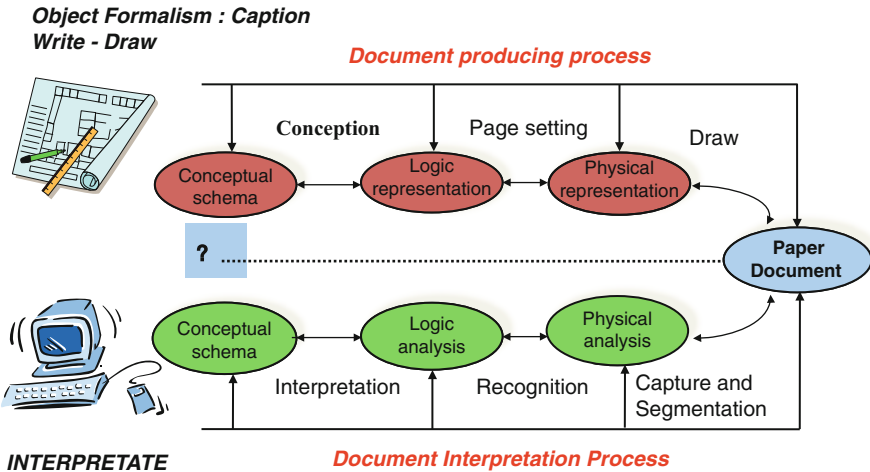 Object Formalism : Caption
Write - Draw
Document producing process
Conception
Page setting
Draw
Conceptual
schema
Logic
representation
Physical
representation
?
Paper
Document
Conceptual
schema
Logic
analysis
Physical
analysis
Interpretation
Recognition
Capture and
Segmentation
INTERPRETATE
Document Interpretation Process